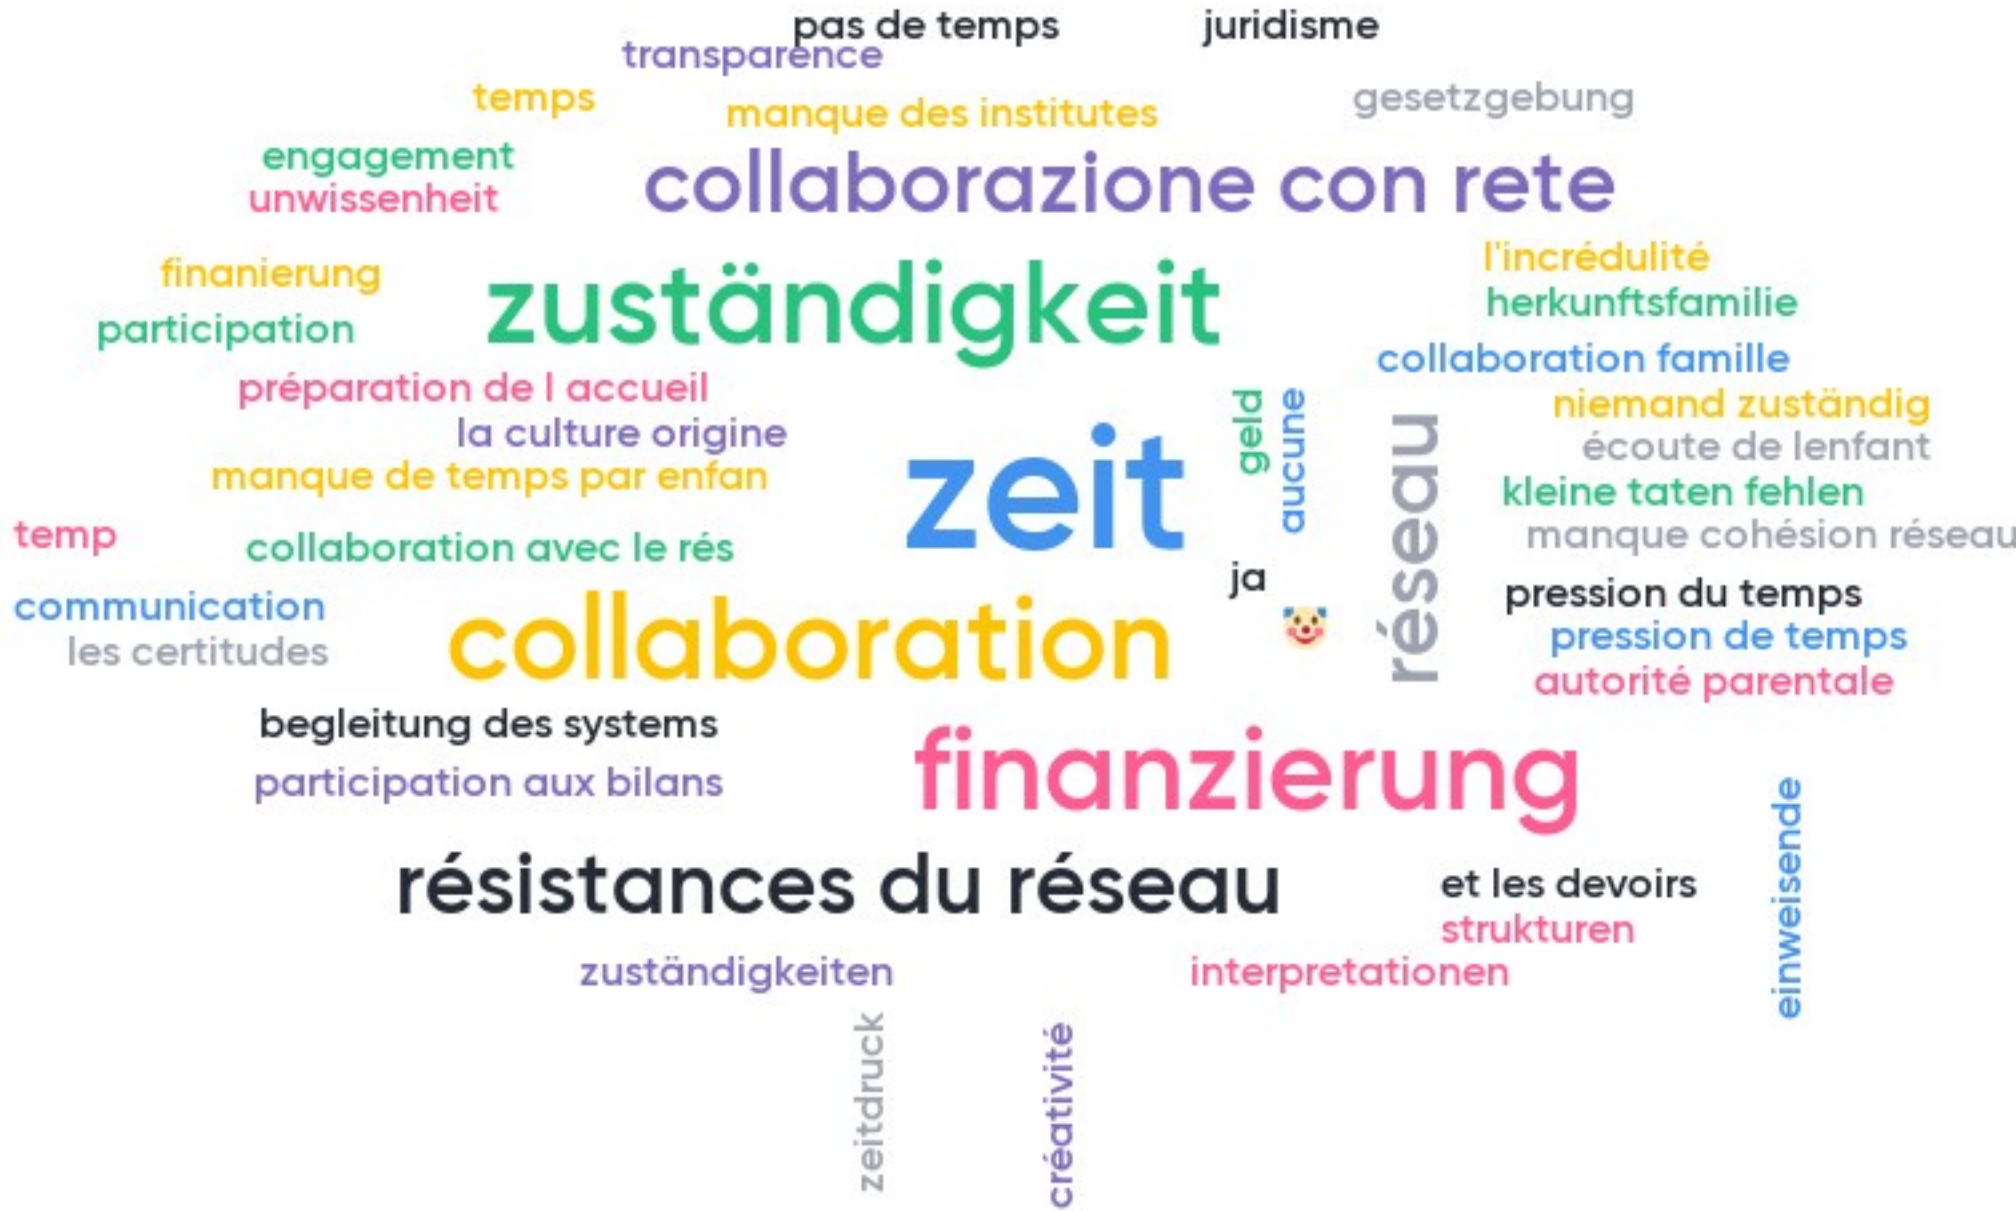 pas de temps
juridisme
transparence
temps
manque des institutes
gesetzgebung
engagement
unwissenheit
collaborazione con rete
finanierung
zuständigkeit
l'incrédulité
herkunftsfamilie
participation
collaboration famille
préparation de l accueil
geld
aucune
niemand zuständig
la culture origine
réseau
écoute de lenfant
manque de temps par enfan
zeit
kleine taten fehlen
temp
collaboration avec le rés
manque cohésion réseau
ja
communication
collaboration
pression du temps
les certitudes
🤡
pression de temps
autorité parentale
begleitung des systems
participation aux bilans
finanzierung
einweisende
résistances du réseau
et les devoirs
strukturen
zuständigkeiten
interpretationen
zeitdruck
créativité